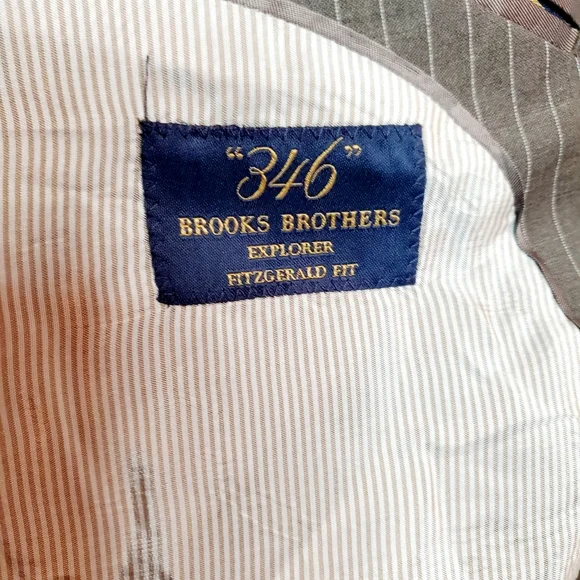 "346"
BROOKS BROTHERS
EXPLORER
FITZGERALD FIT